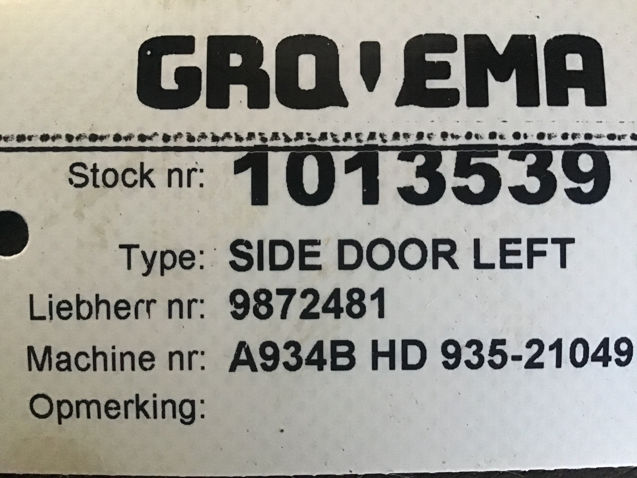 GROVEMA
Stock nr: 1013539
Type: SIDE DOOR LEFT
Liebherr nr: 9872481
Machine nr: A934B HD 935-21049
Opmerking: